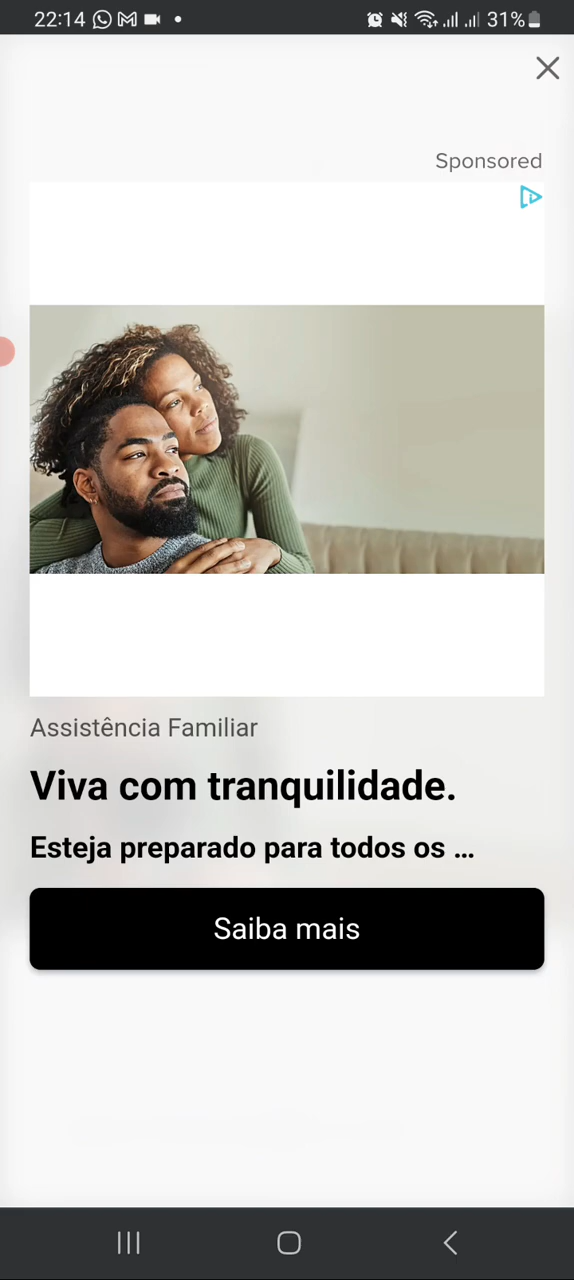 22:14
31%
Sponsored
Assistência Familiar
Viva com tranquilidade.
Esteja preparado para todos os ...
Saiba mais